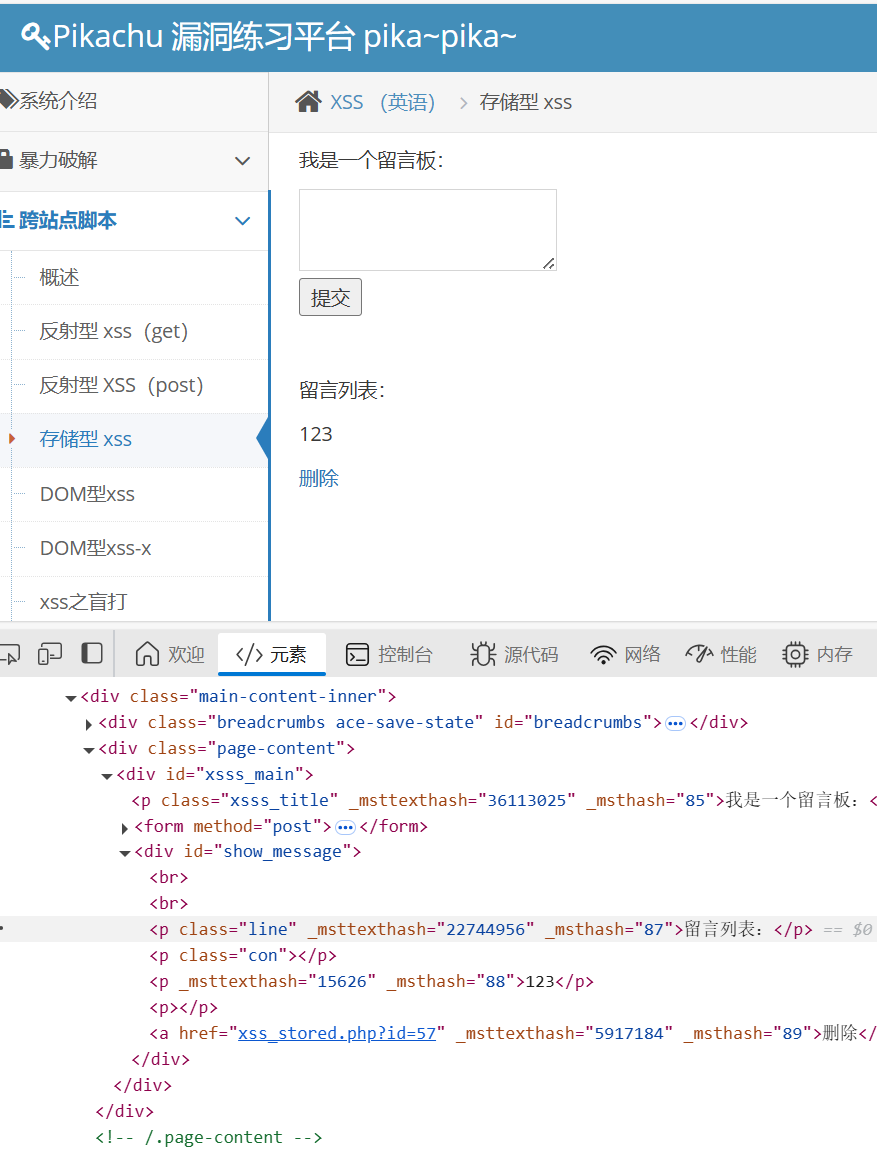 Pikachu 漏洞练习平台 pika~pika~
系统介绍
暴力破解
跨站点脚本
概述
反射型 xss（get）
反射型 XSS（post）
存储型 xss
DOM型xss
DOM型xss-x
xss之盲打
XSS （英语） > 存储型 xss
我是一个留言板：
提交
留言列表：
123
删除
欢迎 </> 元素 控制台 源代码 网络 性能 内存
<div class="main-content-inner">
<div class="breadcrumbs ace-save-state" id="breadcrumbs">…</div>
<div class="page-content">
<div id="xsss_main">
<p class="xsss_title" _msttexthash="36113025" _msthash="85">我是一个留言板：<
<form method="post">…</form>
<div id="show_message">
<br>
<br>
<p class="line" _msttexthash="22744956" _msthash="87">留言列表：</p> == $0
<p class="con"></p>
<p _msttexthash="15626" _msthash="88">123</p>
<p></p>
<a href="xss_stored.php?id=57" _msttexthash="5917184" _msthash="89">删除</
</div>
</div>
</div>
<!-- /.page-content -->